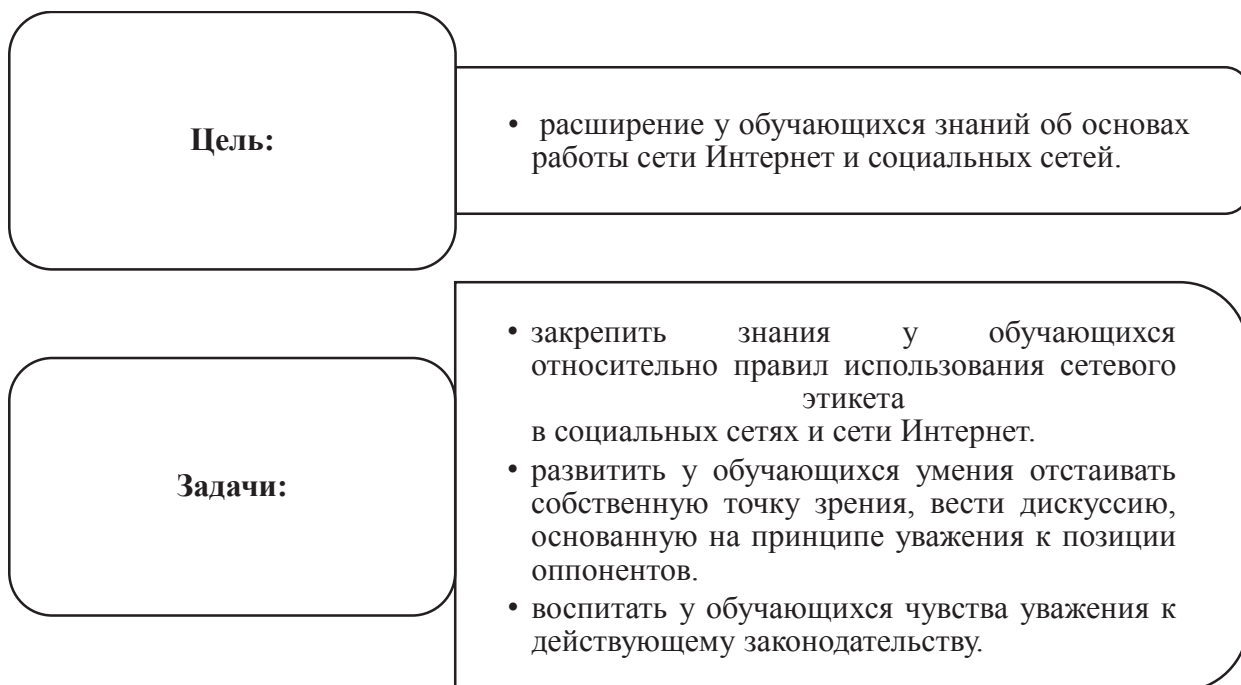 Цель:
• расширение у обучающихся знаний об основах
работы сети Интернет и социальных сетей.
Задачи:
• закрепить знания у обучающихся
относительно правил использования сетевого
этикета
в социальных сетях и сети Интернет.
• развитить у обучающихся умения отстаивать
собственную точку зрения, вести дискуссию,
основанную на принципе уважения к позиции
оппонентов.
• воспитать у обучающихся чувства уважения к
действующему законодательству.